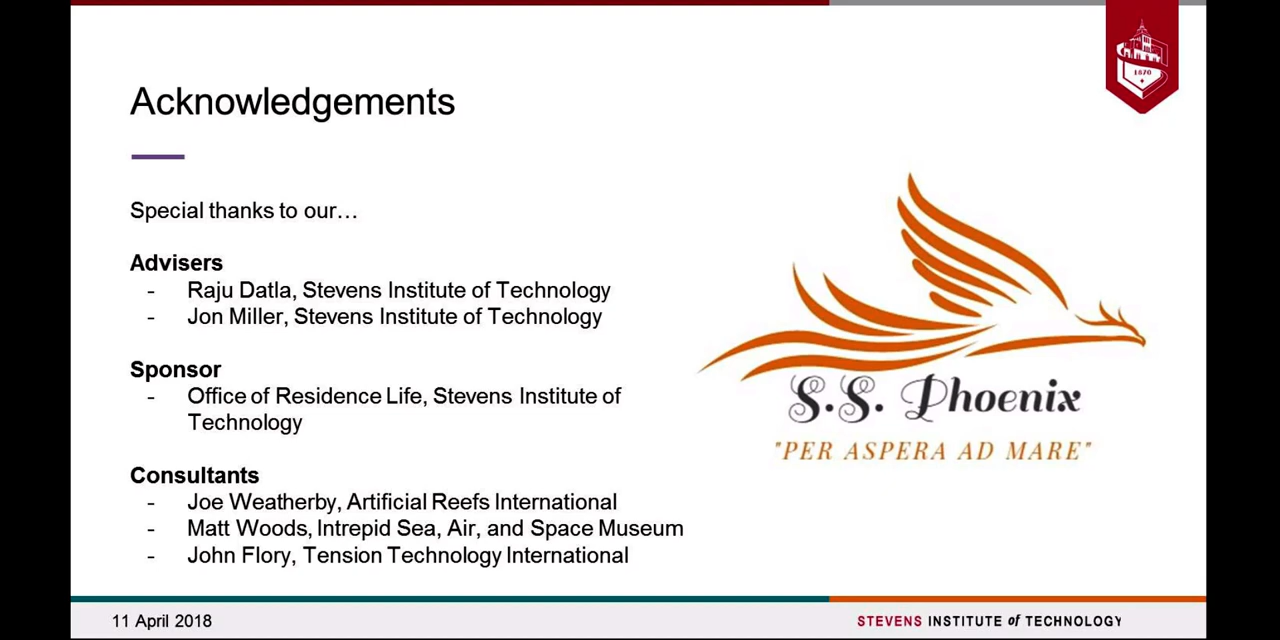 1870
Acknowledgements
Special thanks to our…
Advisers
- Raju Datla, Stevens Institute of Technology
- Jon Miller, Stevens Institute of Technology
Sponsor
- Office of Residence Life, Stevens Institute of
Technology
Consultants
- Joe Weatherby, Artificial Reefs International
- Matt Woods, Intrepid Sea, Air, and Space Museum
- John Flory, Tension Technology International
S.S. Phoenix
"PER ASPERA AD MARE"
11 April 2018
STEVENS INSTITUTE of TECHNOLOGY